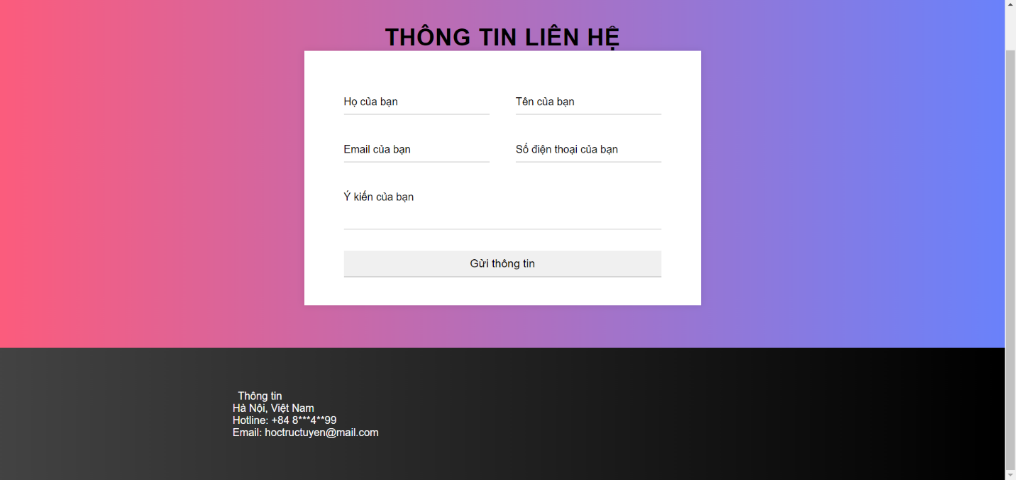 THÔNG TIN LIÊN HỆ
Họ của bạn
Tên của bạn
Email của bạn
Số điện thoại của bạn
Ý kiến của bạn
Gửi thông tin
Thông tin
Hà Nội, Việt Nam
Hotline: +84 8***4**99
Email: hoctructuyen@mail.com